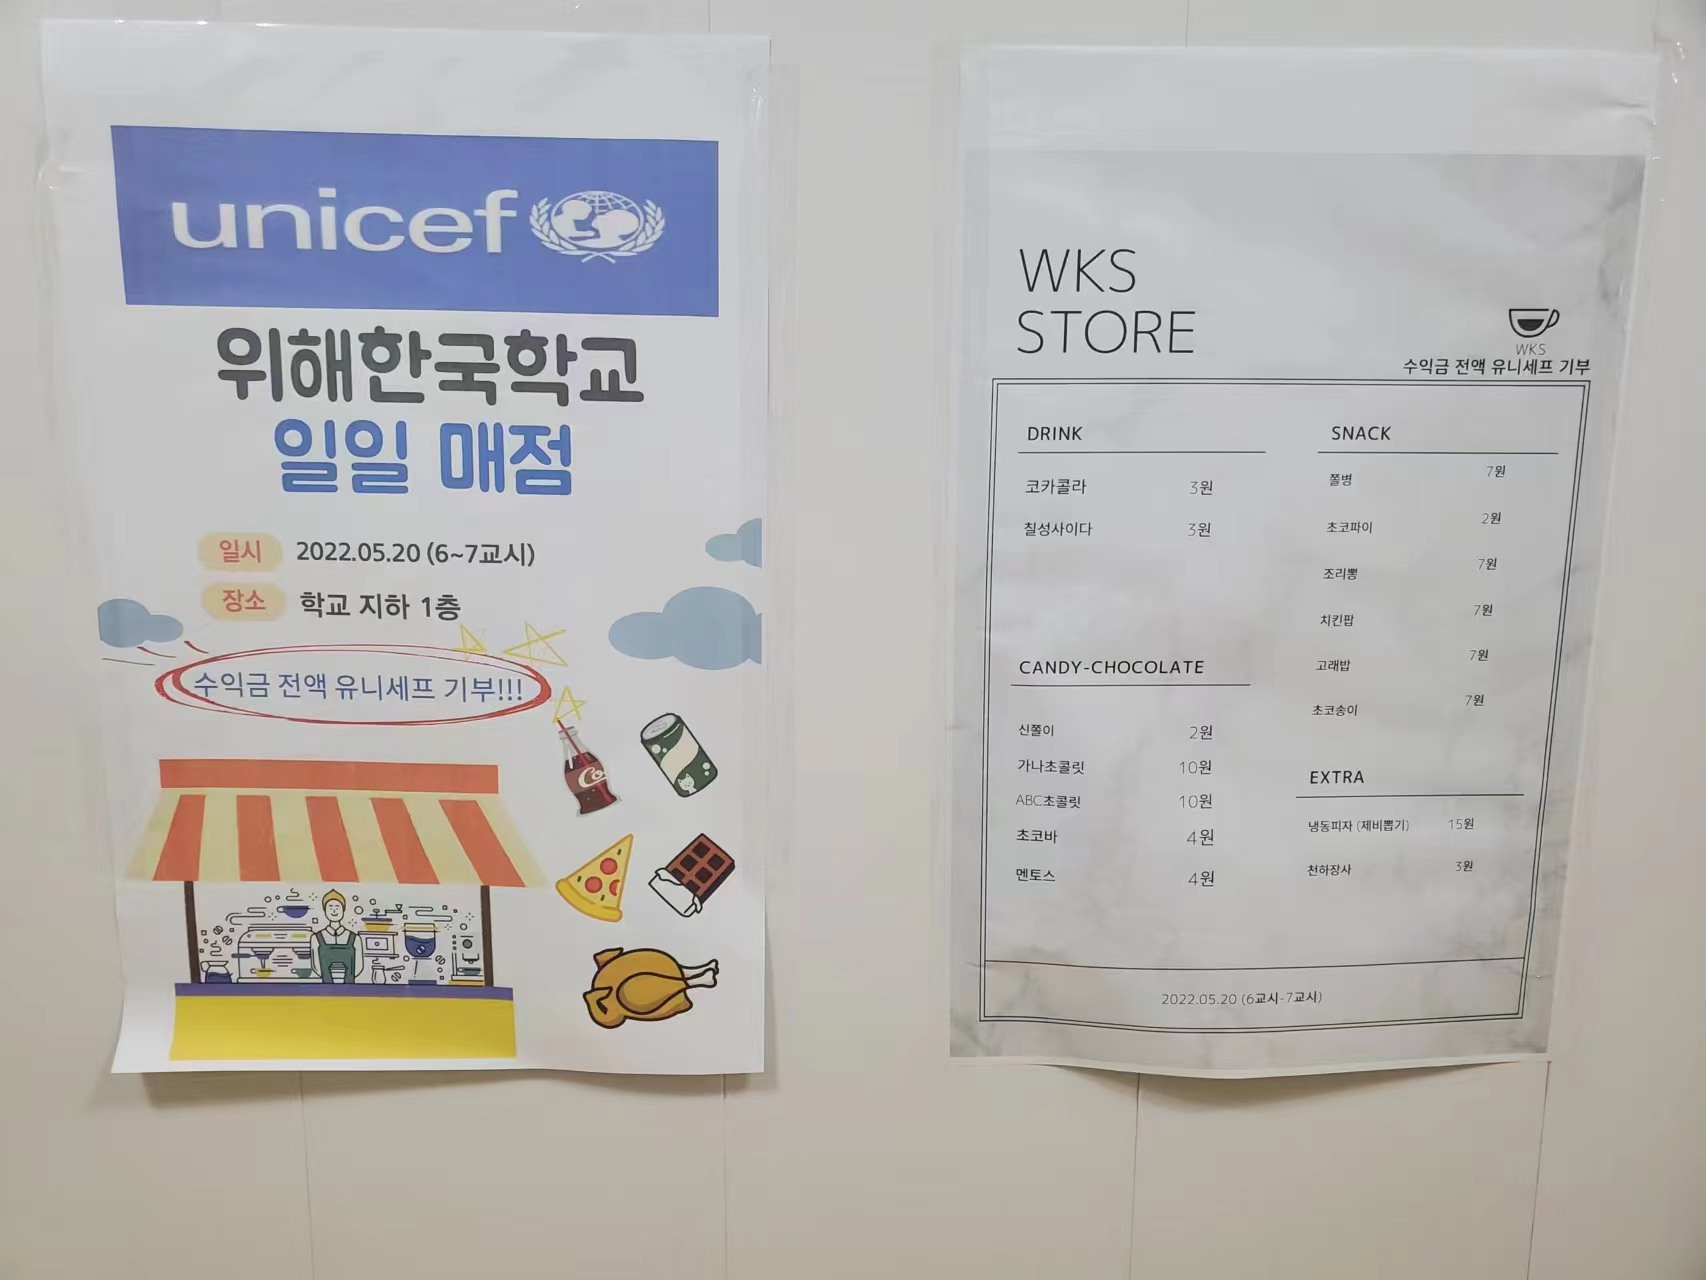 unicef
위해한국학교
일일 매점
일시 2022.05.20 (6~7교시)
장소 학교 지하 1층
수익금 전액 유니세프 기부!!!
Co
WKS
STORE
WKS
수익금 전액 유니세프 기부
DRINK
코카콜라 3원
칠성사이다 3원
CANDY-CHOCOLATE
신쫄이 2원
가나초콜릿 10원
ABC초콜릿 10원
초코바 4원
멘토스 4원
SNACK
쫄병 7원
초코파이 2원
조리뽕 7원
치킨팝 7원
고래밥 7원
초코송이 7원
EXTRA
냉동피자 (제비뽑기) 15원
천하장사 3원
2022.05.20 (6교시-7교시)